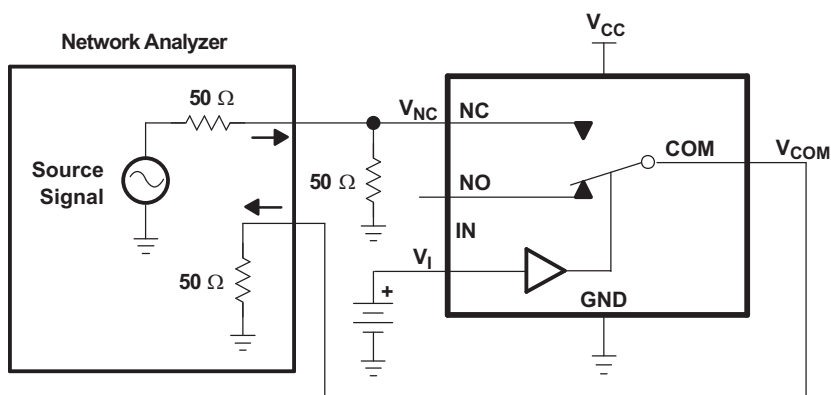 Network Analyzer
VCC
50 Ω
VNC
NC
Source
Signal
50 Ω
COM
VCOM
NO
IN
50 Ω
VI
+
GND